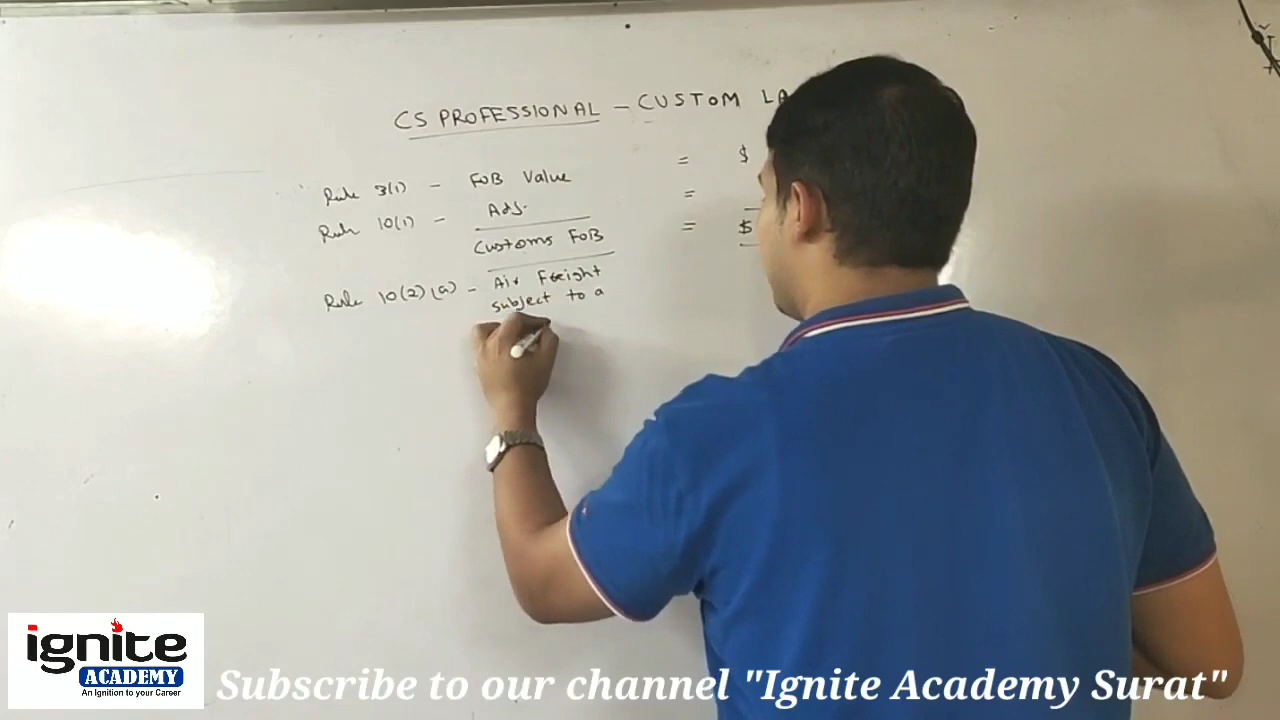 CS PROFESSIONAL - CUSTOM LA
Rule 3(1) - FOB Value = $
Rule 10(1) - Adj. =
Customs FOB = $
Rule 10(2)(a) - Air Freight
subject to a
ignite
ACADEMY
An Ignition to your Career
Subscribe to our channel "Ignite Academy Surat"